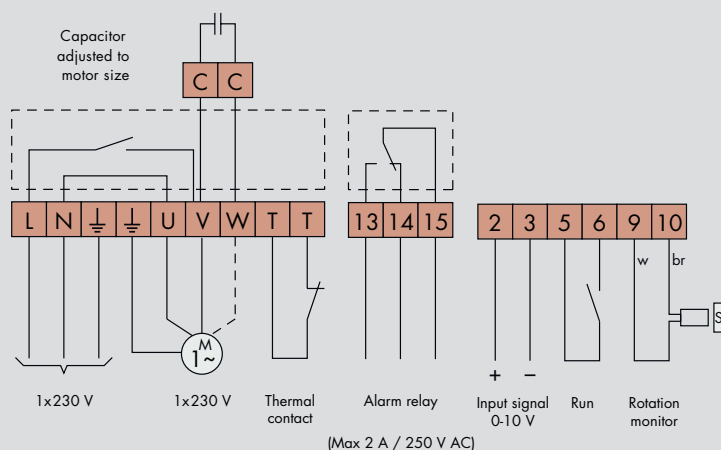 Capacitor
adjusted to
motor size
C C
L N U V W T T
13 14 15
2 3 5 6 9 10
w br
M
1~
S
+ −
1x230 V
1x230 V
Thermal
contact
Alarm relay
(Max 2 A / 250 V AC)
Input signal
0-10 V
Run
Rotation
monitor